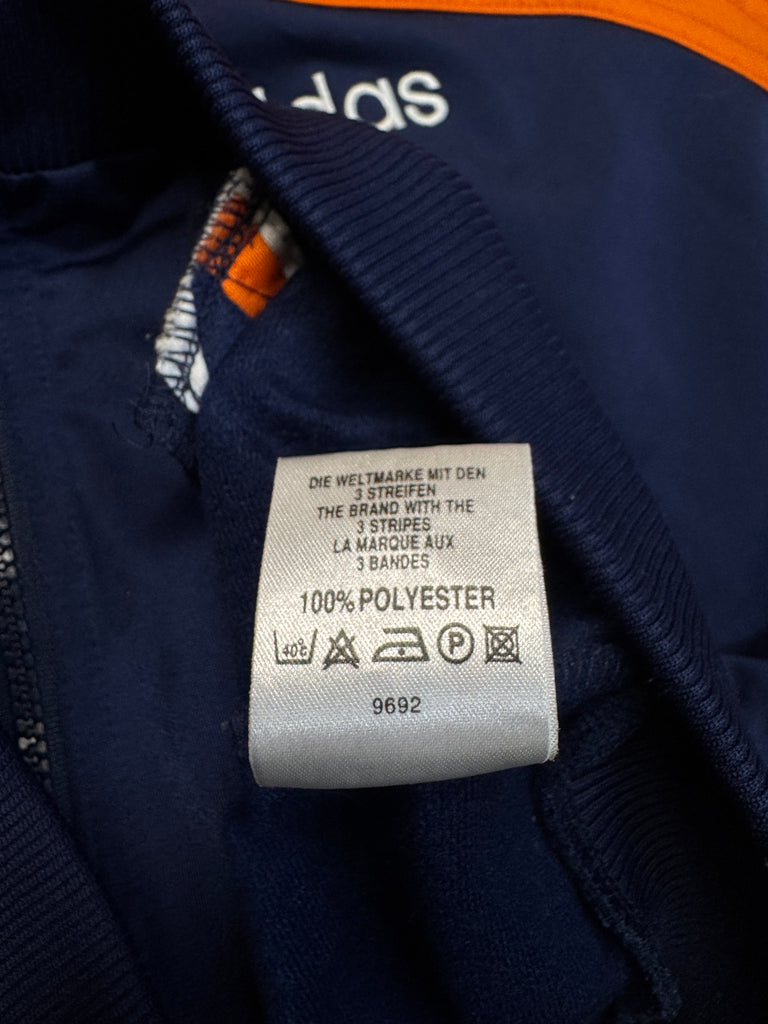 das
DIE WELTMARKE MIT DEN
3 STREIFEN
THE BRAND WITH THE
3 STRIPES
LA MARQUE AUX
3 BANDES
100% POLYESTER
40°C P
9692